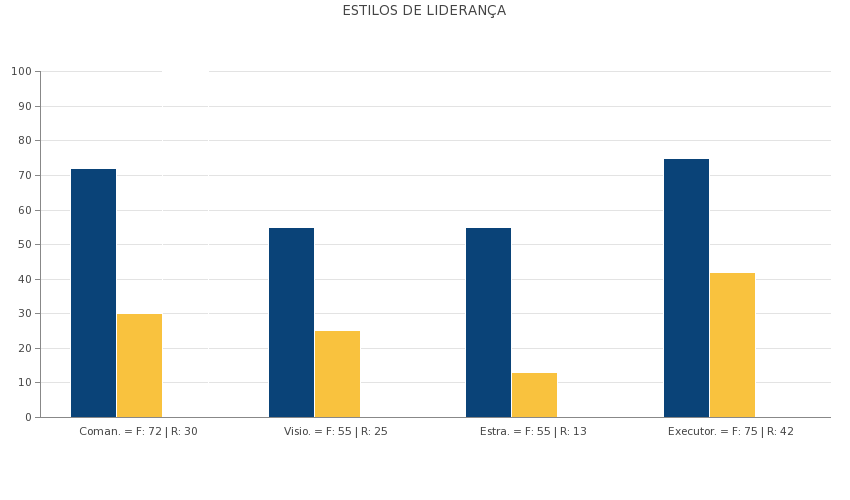 ESTILOS DE LIDERANÇA
100
90
80
70
60
50
40
30
20
10
0
Coman. = F: 72 | R: 30
Visio. = F: 55 | R: 25
Estra. = F: 55 | R: 13
Executor. = F: 75 | R: 42